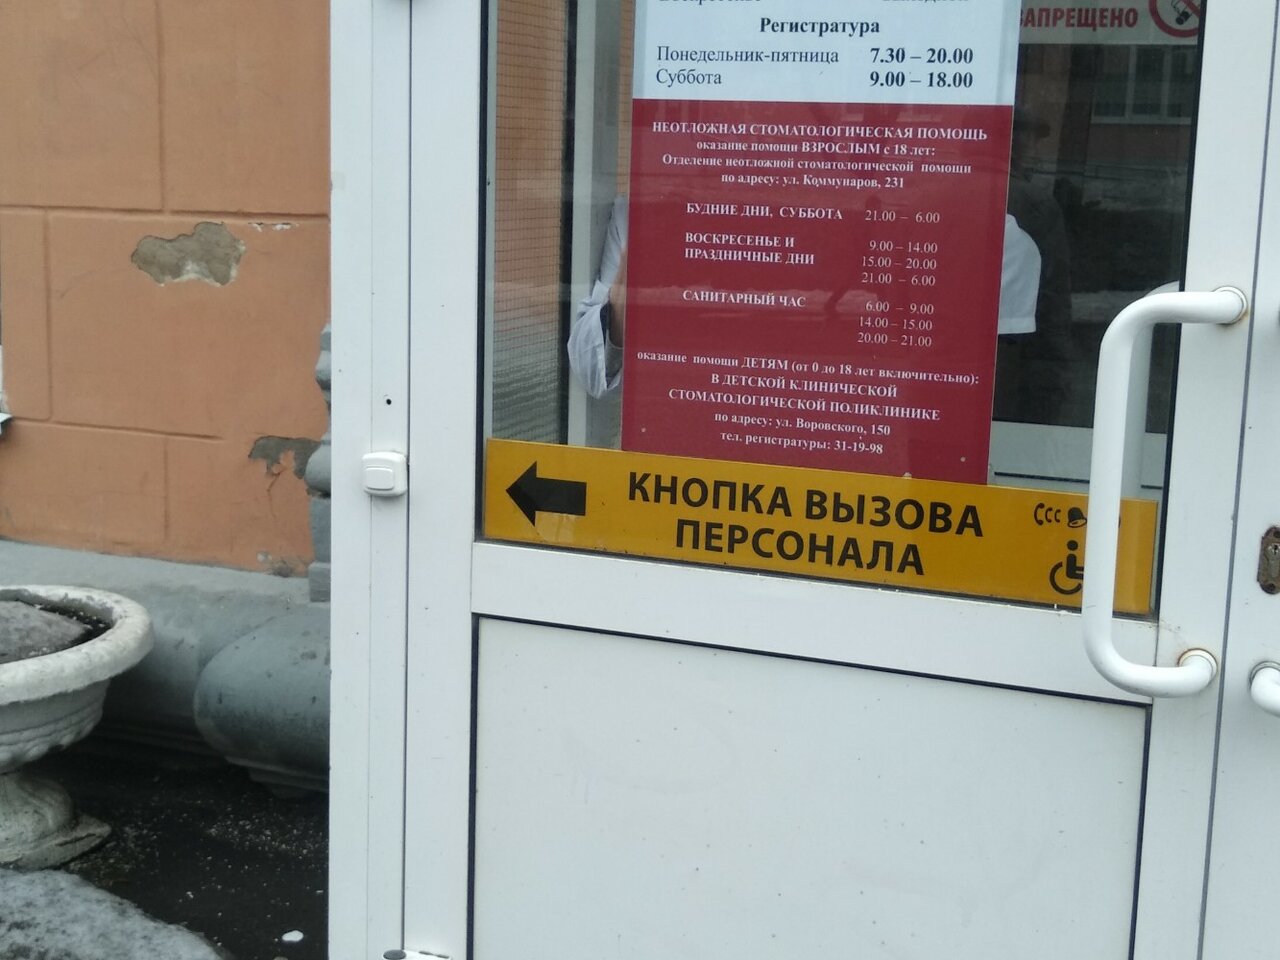 ЗАПРЕЩЕНО
Регистратура
Понедельник-пятница 7.30 – 20.00
Суббота 9.00 – 18.00
НЕОТЛОЖНАЯ СТОМАТОЛОГИЧЕСКАЯ ПОМОЩЬ
оказание помощи ВЗРОСЛЫМ с 18 лет:
Отделение неотложной стоматологической помощи
по адресу: ул. Коммунаров, 231
БУДНИЕ ДНИ, СУББОТА 21.00 – 6.00
ВОСКРЕСЕНЬЕ И 9.00 – 14.00
ПРАЗДНИЧНЫЕ ДНИ 15.00 – 20.00
21.00 – 6.00
САНИТАРНЫЙ ЧАС 6.00 – 9.00
14.00 – 15.00
20.00 – 21.00
оказание помощи ДЕТЯМ (от 0 до 18 лет включительно):
В ДЕТСКОЙ КЛИНИЧЕСКОЙ
СТОМАТОЛОГИЧЕСКОЙ ПОЛИКЛИНИКЕ
по адресу: ул. Воровского, 150
тел. регистратуры: 31-19-98
КНОПКА ВЫЗОВА
ПЕРСОНАЛА